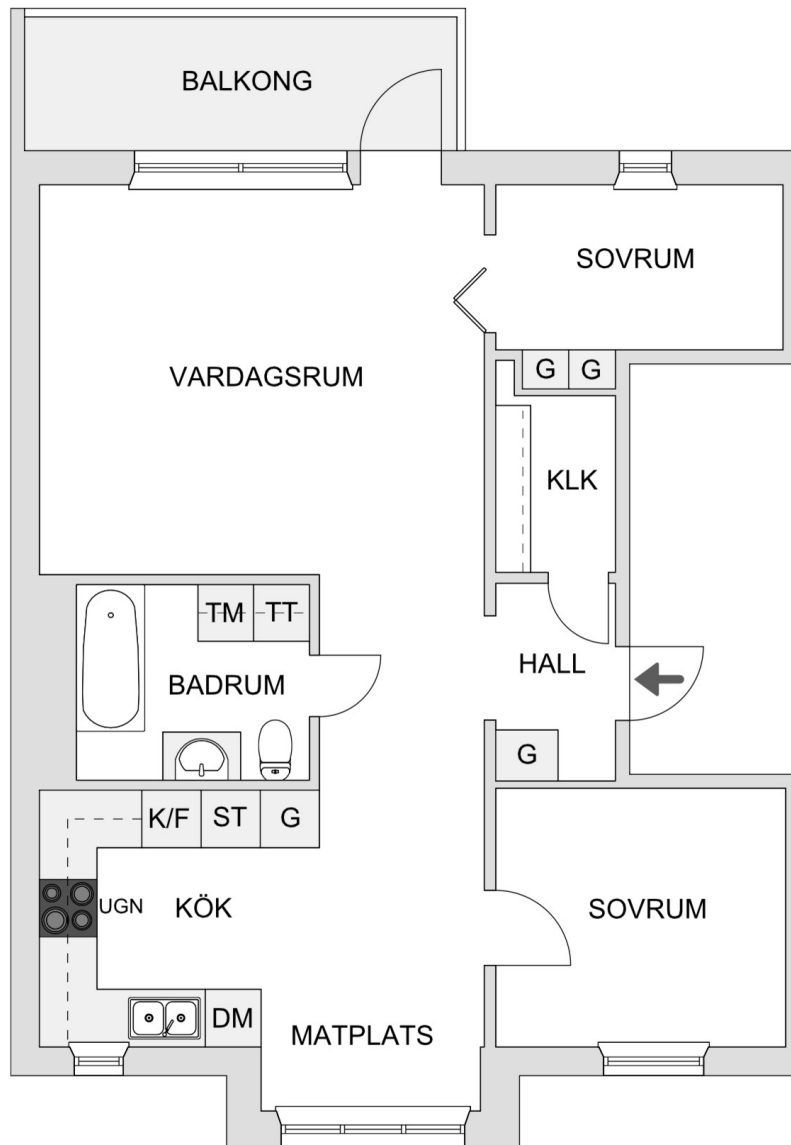 BALKONG
SOVRUM
VARDAGSRUM
G G
KLK
TM TT
HALL
BADRUM
G
K/F ST G
UGN KÖK
SOVRUM
DM
MATPLATS